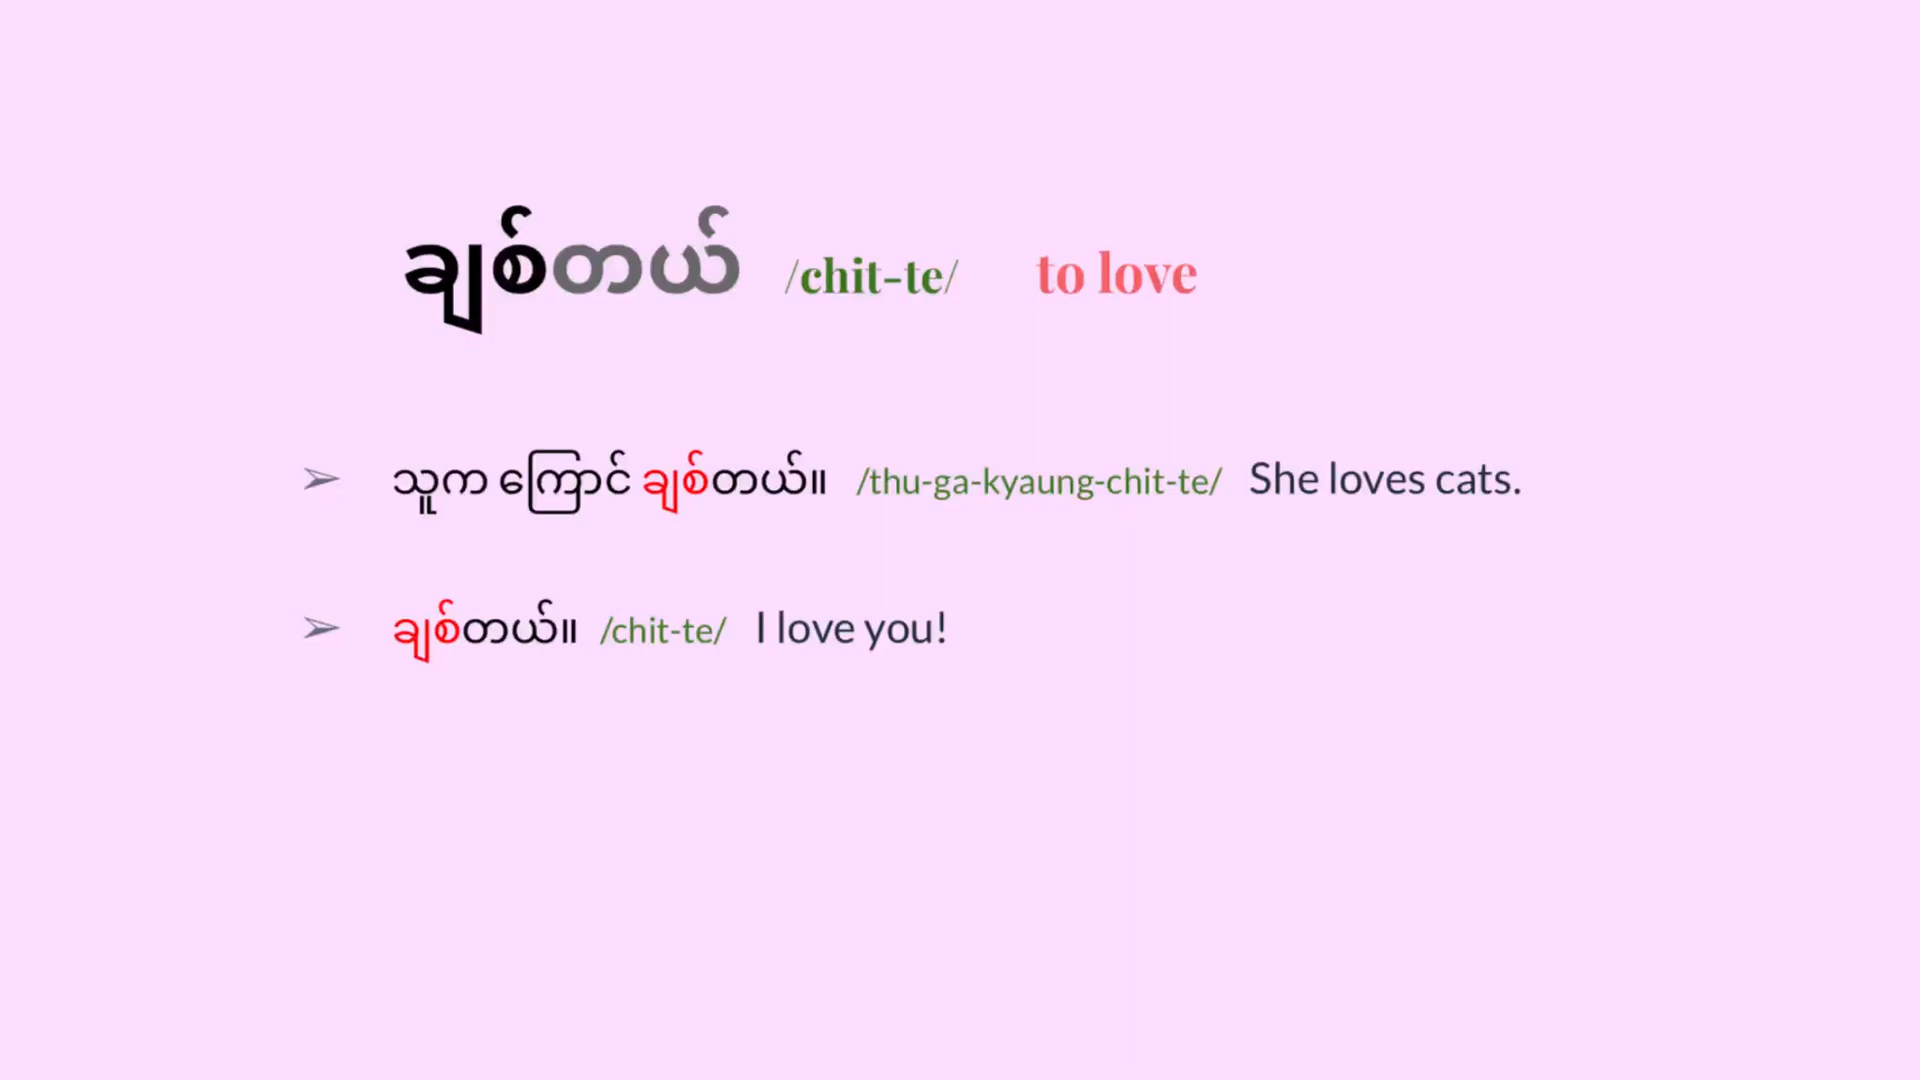 ချစ်တယ် /chit-te/ to love
➢ သူက ကြောင် ချစ်တယ်။ /thu-ga-kyaung-chit-te/ She loves cats.
➢ ချစ်တယ်။ /chit-te/ I love you!